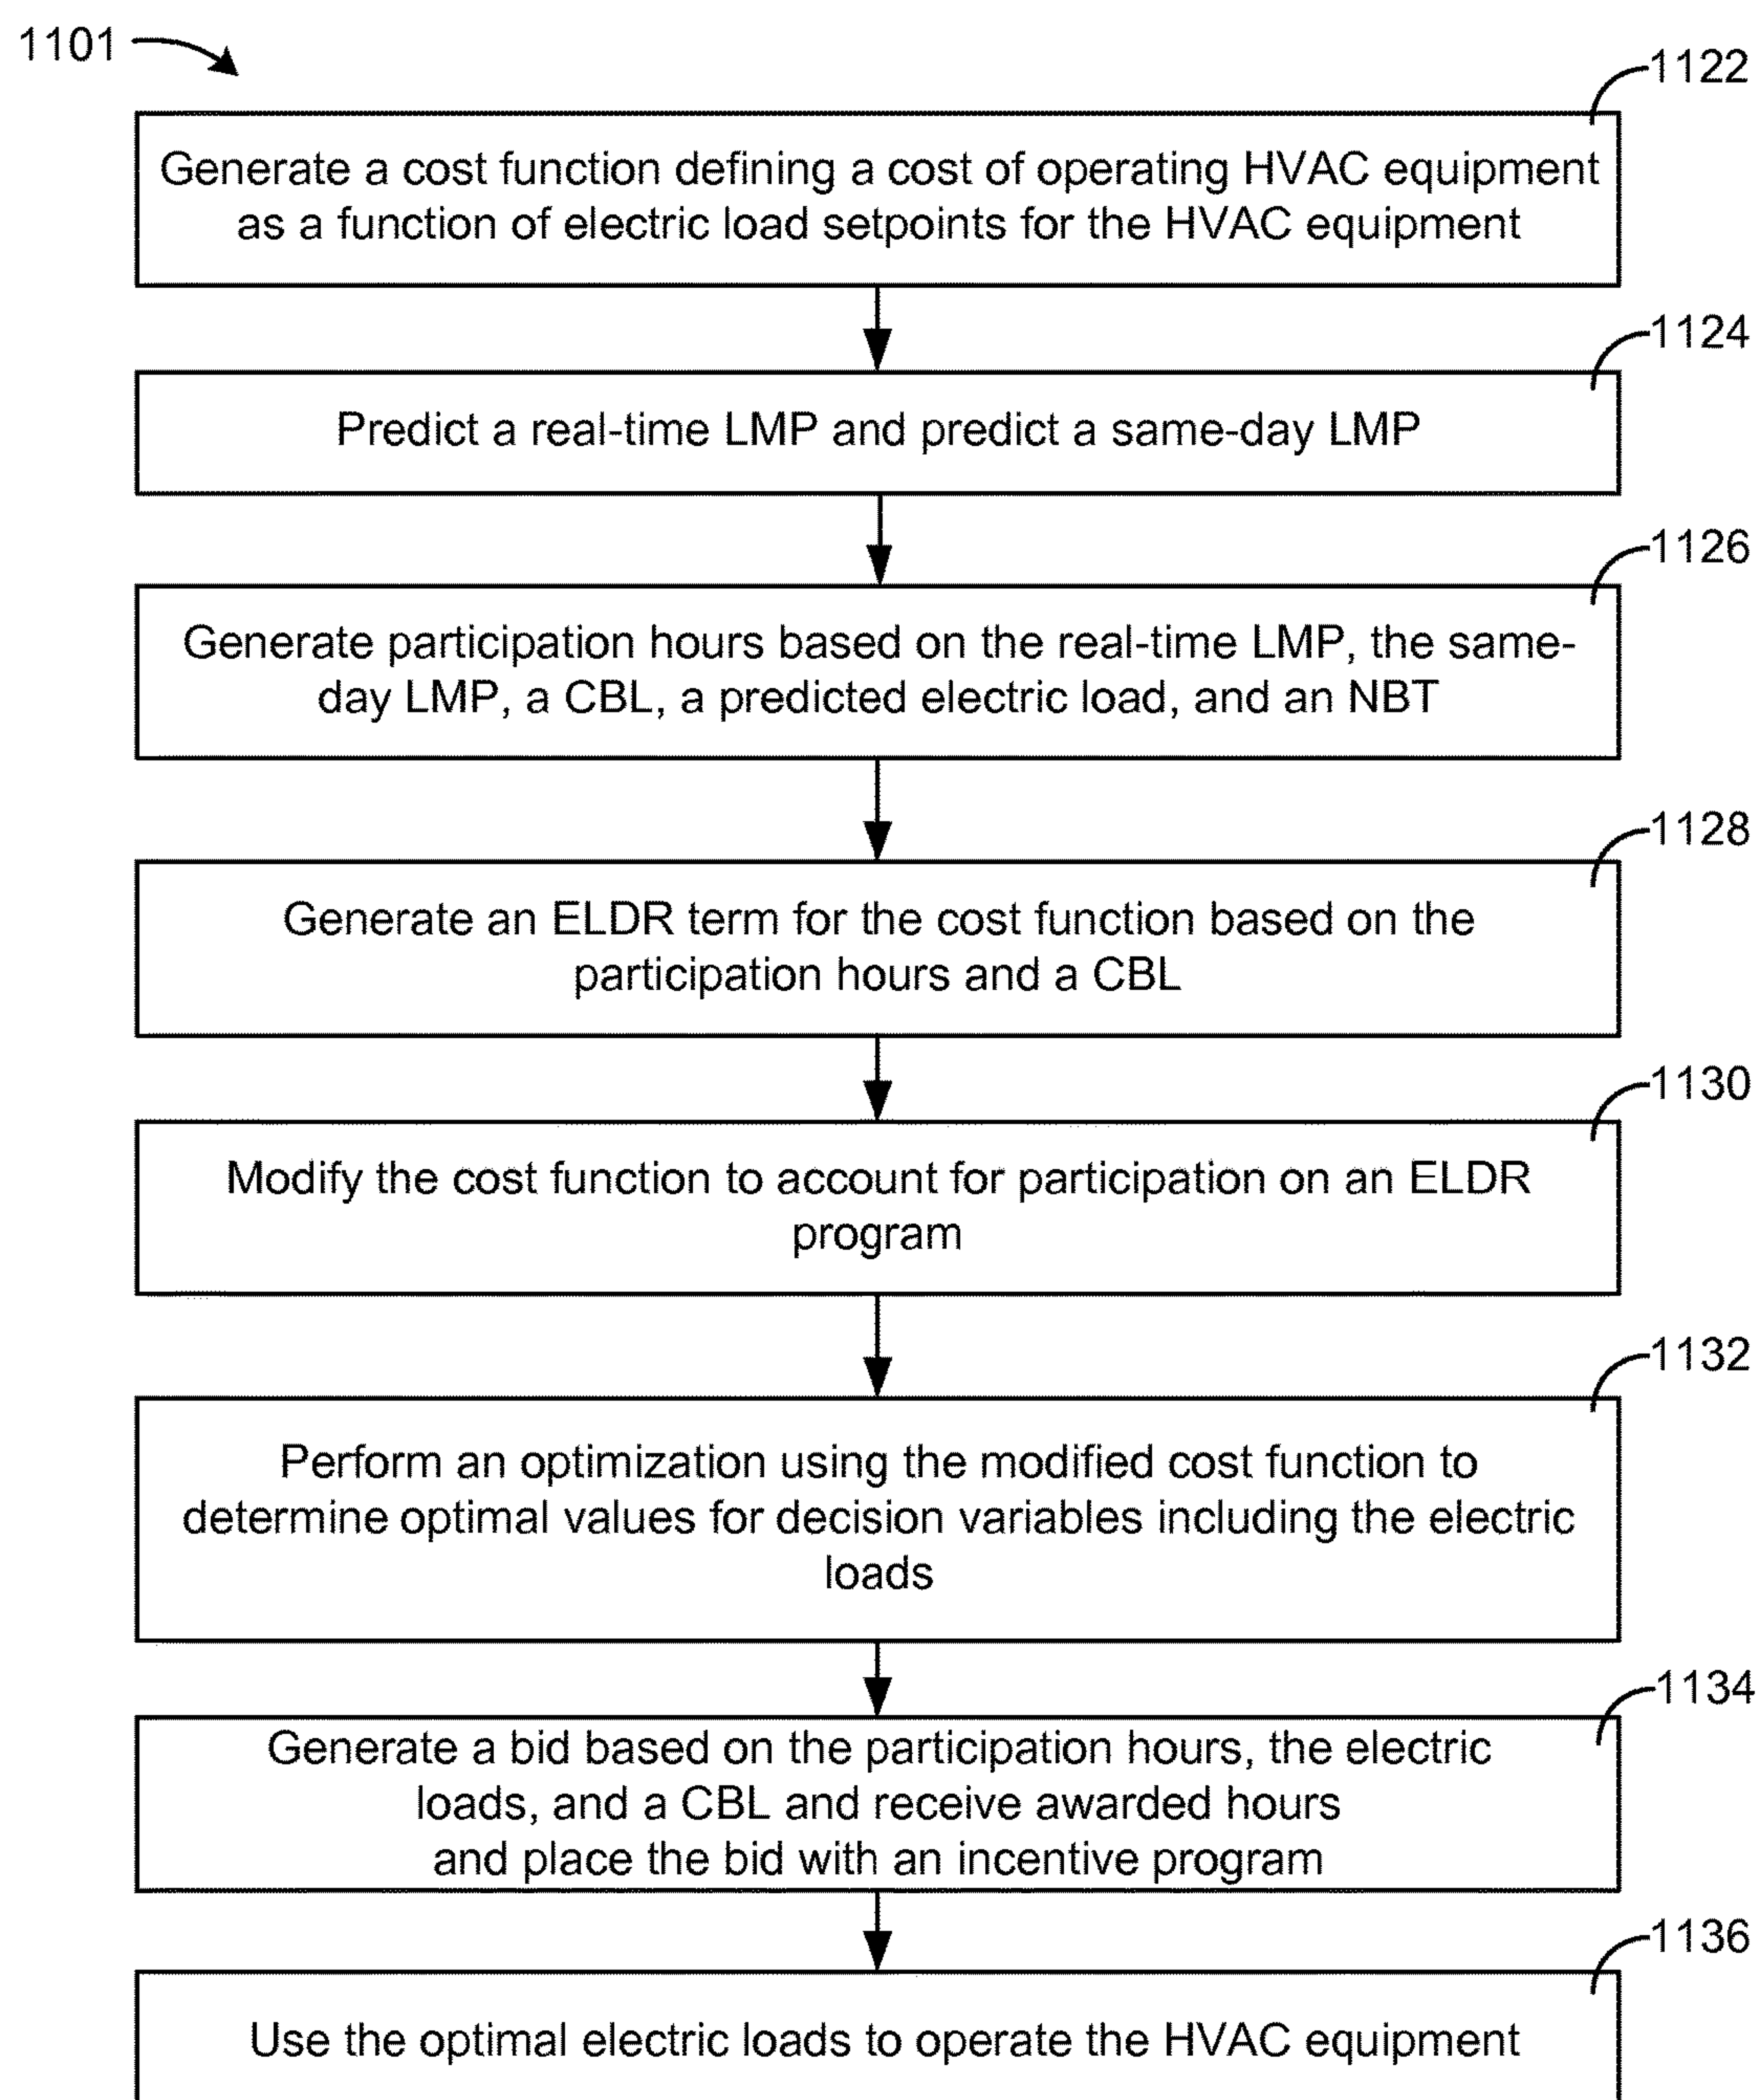 1101
1122
Generate a cost function defining a cost of operating HVAC equipment
as a function of electric load setpoints for the HVAC equipment
1124
Predict a real-time LMP and predict a same-day LMP
1126
Generate participation hours based on the real-time LMP, the same-
day LMP, a CBL, a predicted electric load, and an NBT
1128
Generate an ELDR term for the cost function based on the
participation hours and a CBL
1130
Modify the cost function to account for participation on an ELDR
program
1132
Perform an optimization using the modified cost function to
determine optimal values for decision variables including the electric
loads
1134
Generate a bid based on the participation hours, the electric
loads, and a CBL and receive awarded hours
and place the bid with an incentive program
1136
Use the optimal electric loads to operate the HVAC equipment